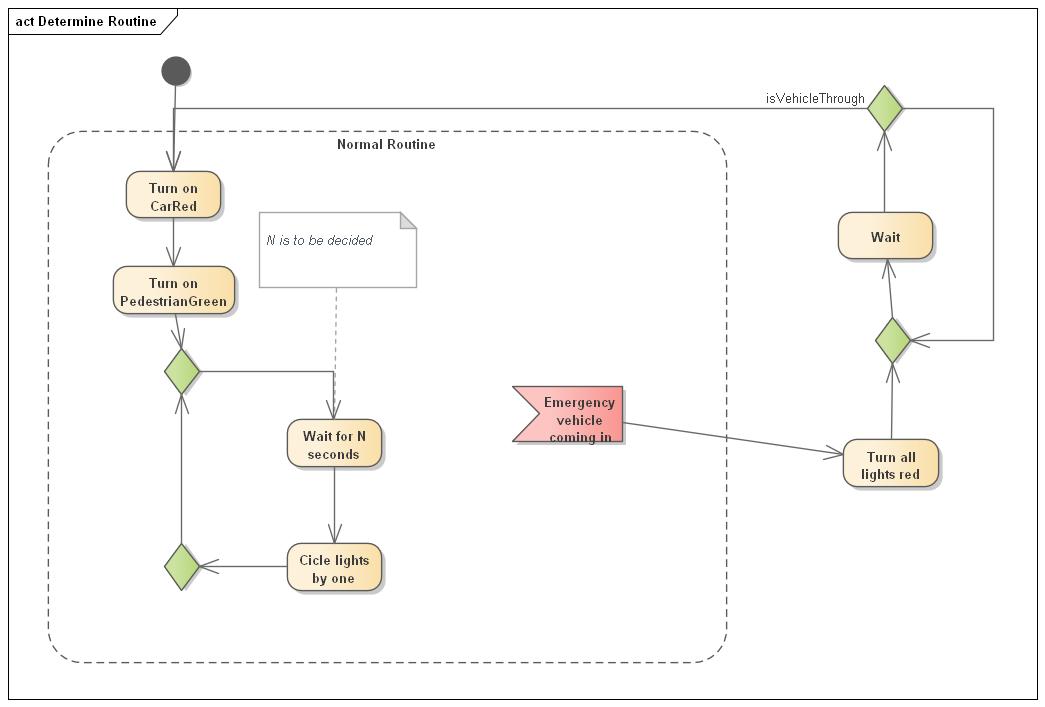 act Determine Routine
isVehicleThrough
Normal Routine
Turn on
CarRed
N is to be decided
Wait
Turn on
PedestrianGreen
Emergency
vehicle
coming in
Wait for N
seconds
Turn all
lights red
Cicle lights
by one